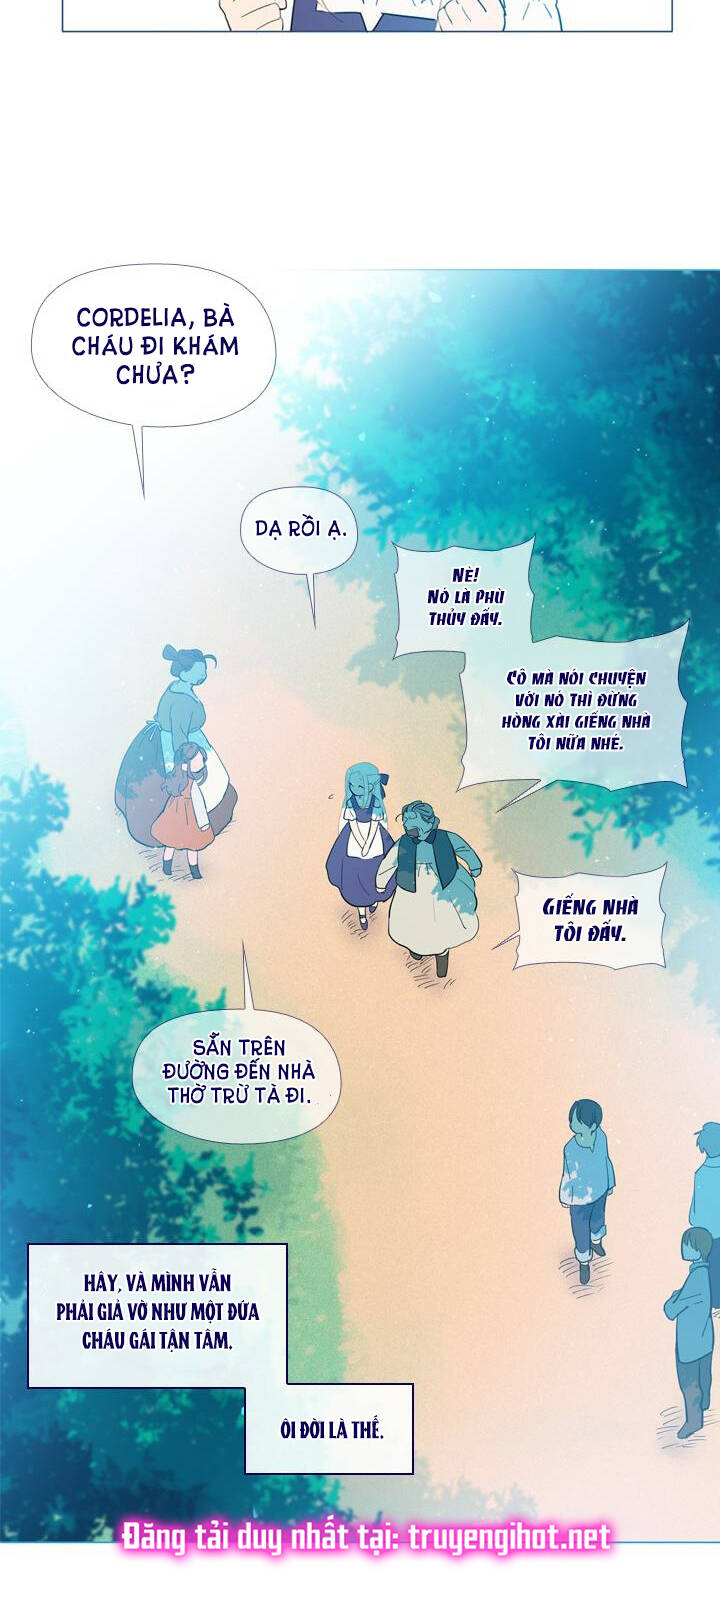 CORDELIA, BÀ
CHÁU ĐI KHÁM
CHƯA?
DẠ RỒI Ạ.
NÈ!
NÓ LÀ PHÙ
THỦY ĐẤY.
CÔ MÀ NÓI CHUYỆN
VỚI NÓ THÌ ĐỪNG
HÒNG XÀI GIẾNG NHÀ
TÔI NỮA NHÉ.
GIẾNG NHÀ
TÔI ĐẤY.
SẴN TRÊN
ĐƯỜNG ĐẾN NHÀ
THỜ TRỪ TÀ ĐI.
HÂY, VÀ MÌNH VẪN
PHẢI GIẢ VỜ NHƯ MỘT ĐỨA
CHÁU GÁI TẬN TÂM.
ÔI ĐỜI LÀ THẾ.
Đăng tải duy nhất tại: truyengihot.net